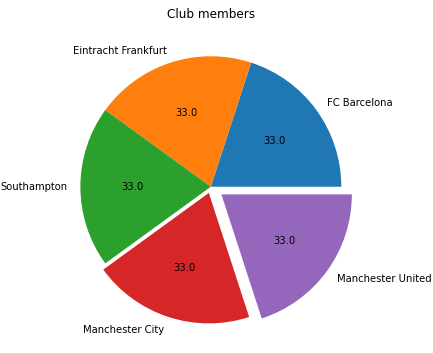 Club members
Eintracht Frankfurt
FC Barcelona
33.0
33.0
Southampton
33.0
33.0
33.0
Manchester United
Manchester City